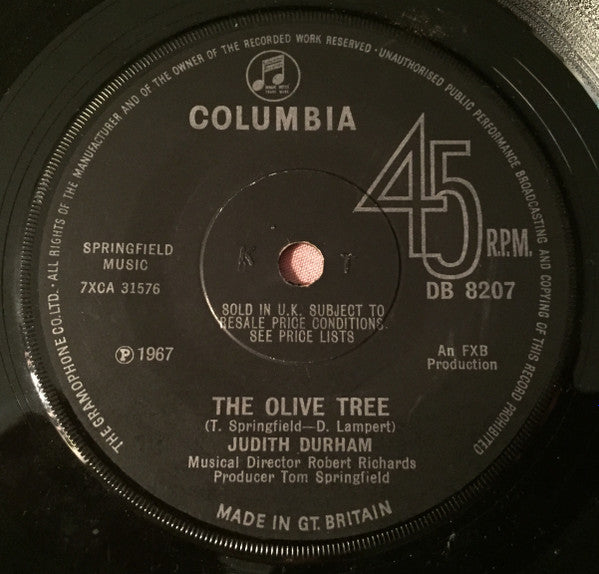 THE GRAMOPHONE CO. LTD. · ALL RIGHTS OF THE MANUFACTURER AND OF THE OWNER OF THE RECORDED WORK RESERVED · UNAUTHORISED PUBLIC PERFORMANCE BROADCASTING AND COPYING OF THIS RECORD PROHIBITED
COLUMBIA
45
R.P.M.
SPRINGFIELD
MUSIC
7XCA 31576
K T
DB 8207
SOLD IN U.K. SUBJECT TO
RESALE PRICE CONDITIONS.
SEE PRICE LISTS
Ⓟ 1967
An FXB
Production
THE OLIVE TREE
(T. Springfield—D. Lampert)
JUDITH DURHAM
Musical Director Robert Richards
Producer Tom Springfield
MADE IN GT. BRITAIN